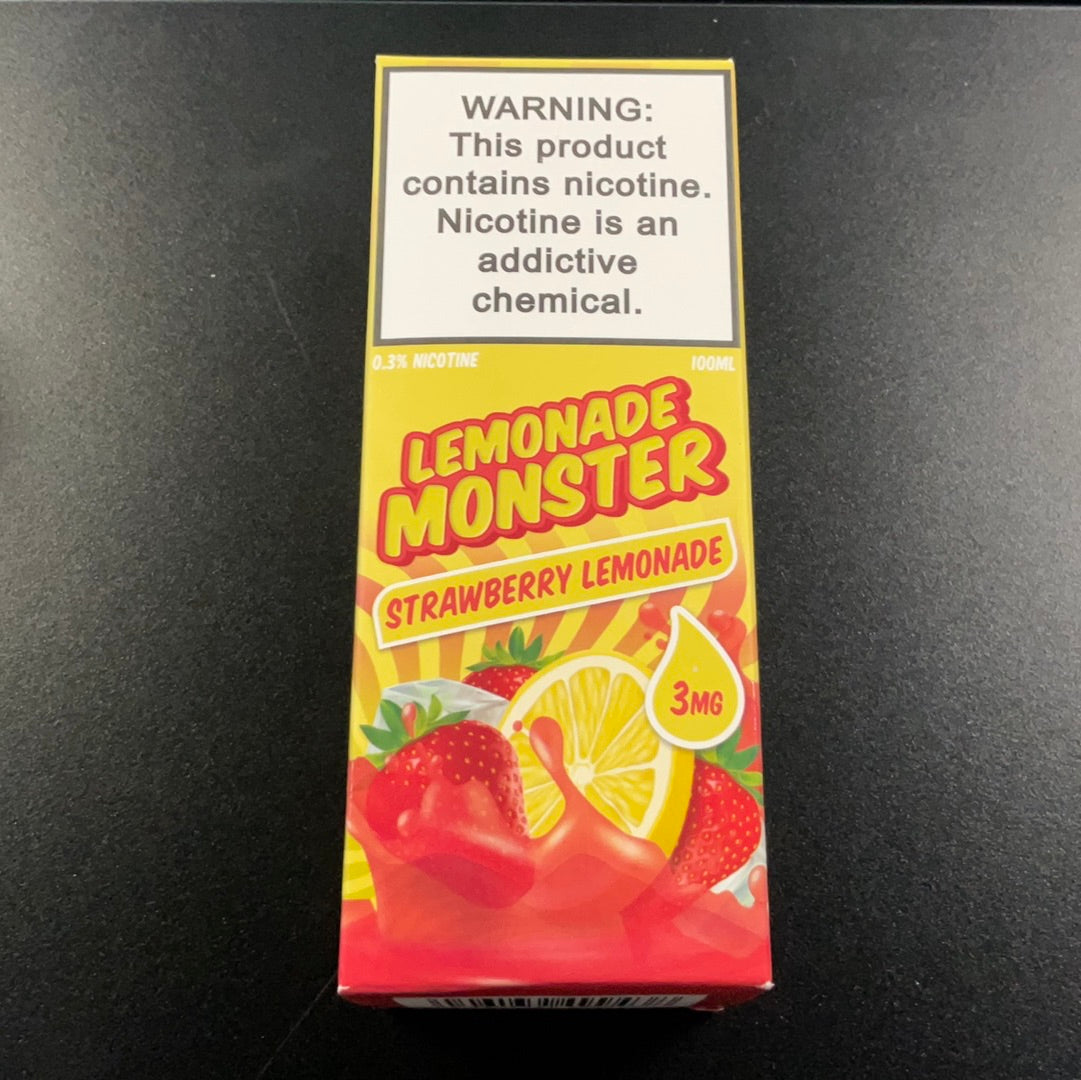 WARNING:
This product
contains nicotine.
Nicotine is an
addictive
chemical.
0.3% NICOTINE 100ML
LEMONADE
MONSTER
STRAWBERRY LEMONADE
3MG